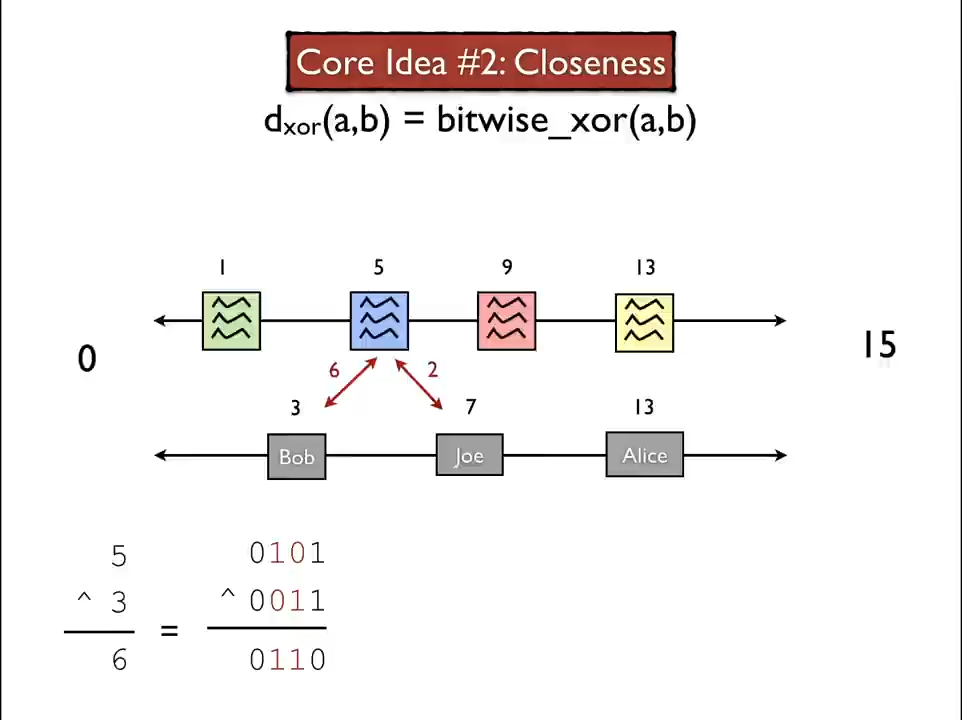 Core Idea #2: Closeness
dxor(a,b) = bitwise_xor(a,b)
1 5 9 13
0 15
6 2
3 7 13
Bob Joe Alice
5 0101
^ 3 ^ 0011
=
6 0110